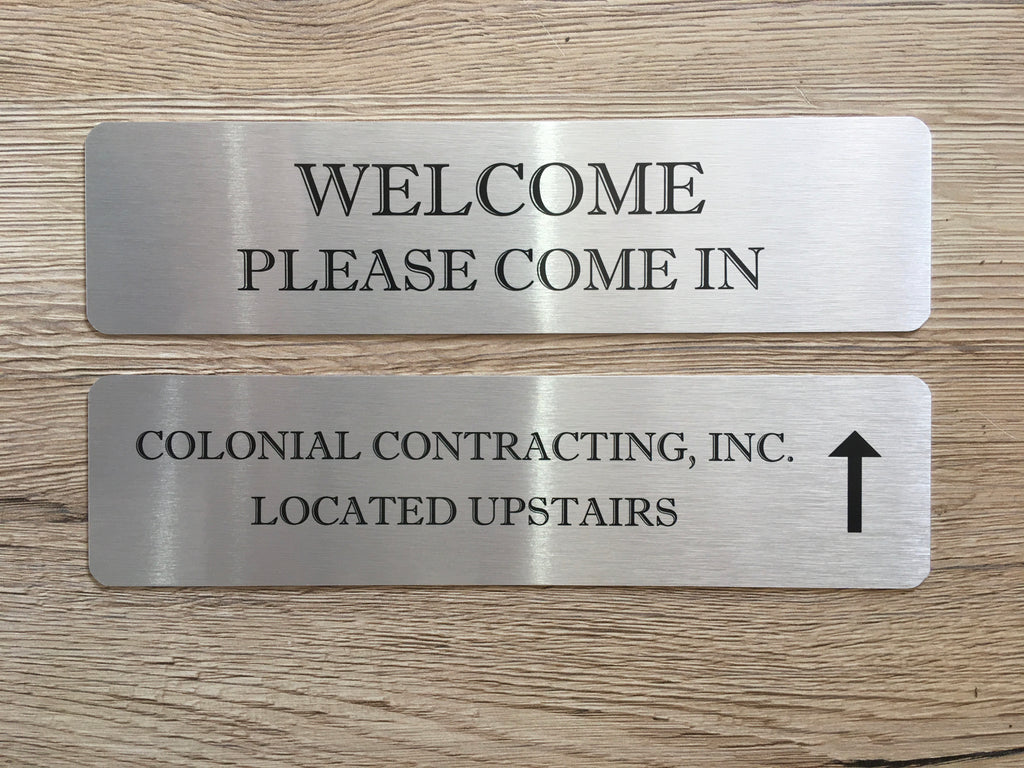 WELCOME
PLEASE COME IN
COLONIAL CONTRACTING, INC.
LOCATED UPSTAIRS